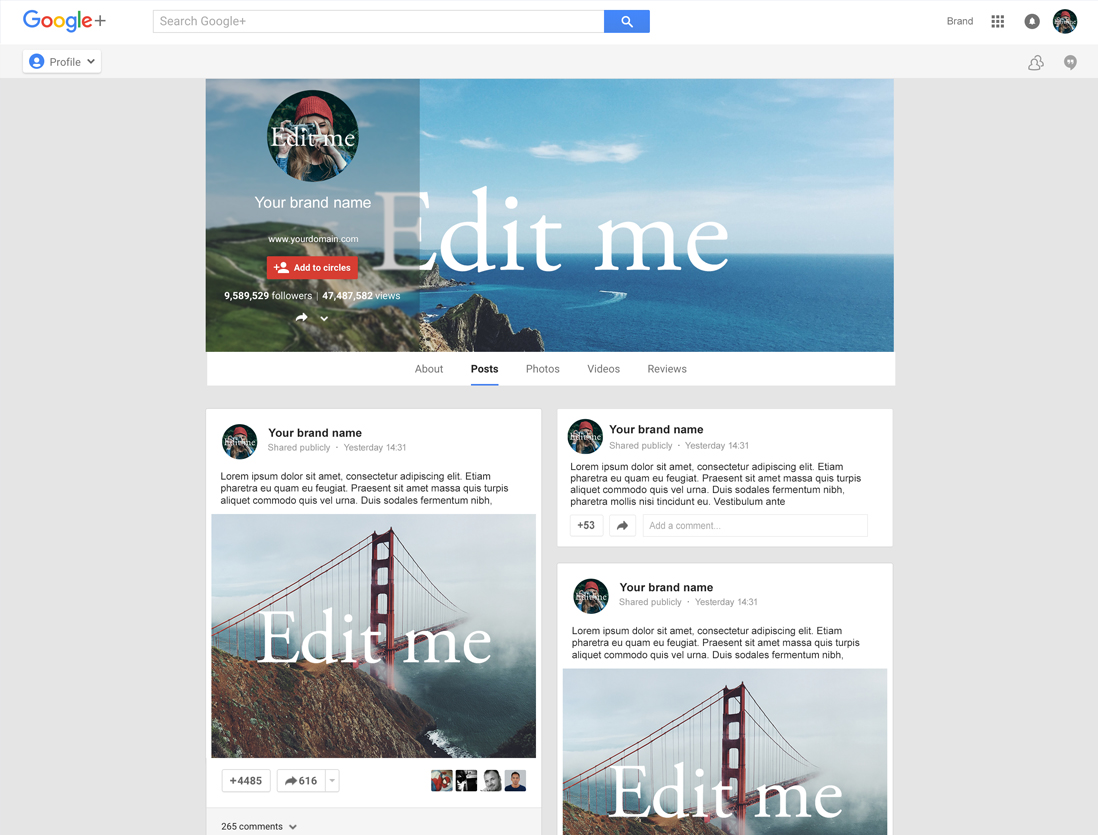 Google+
Search Google+
Brand
Profile
Edit me
Your brand name
www.yourdomain.com
Add to circles
9,589,529 followers | 47,487,582 views
Edit me
About Posts Photos Videos Reviews
Edit me
Your brand name
Shared publicly · Yesterday 14:31
Lorem ipsum dolor sit amet, consectetur adipiscing elit. Etiam
pharetra eu quam eu feugiat. Praesent sit amet massa quis turpis
aliquet commodo quis vel urna. Duis sodales fermentum nibh,
Edit me
+4485
616
265 comments
Edit me
Your brand name
Shared publicly · Yesterday 14:31
Lorem ipsum dolor sit amet, consectetur adipiscing elit. Etiam
pharetra eu quam eu feugiat. Praesent sit amet massa quis turpis
aliquet commodo quis vel urna. Duis sodales fermentum nibh,
pharetra mollis nisi tincidunt eu. Vestibulum ante
+53
Add a comment...
Edit me
Your brand name
Shared publicly · Yesterday 14:31
Lorem ipsum dolor sit amet, consectetur adipiscing elit. Etiam
pharetra eu quam eu feugiat. Praesent sit amet massa quis turpis
aliquet commodo quis vel urna. Duis sodales fermentum nibh,
Edit me